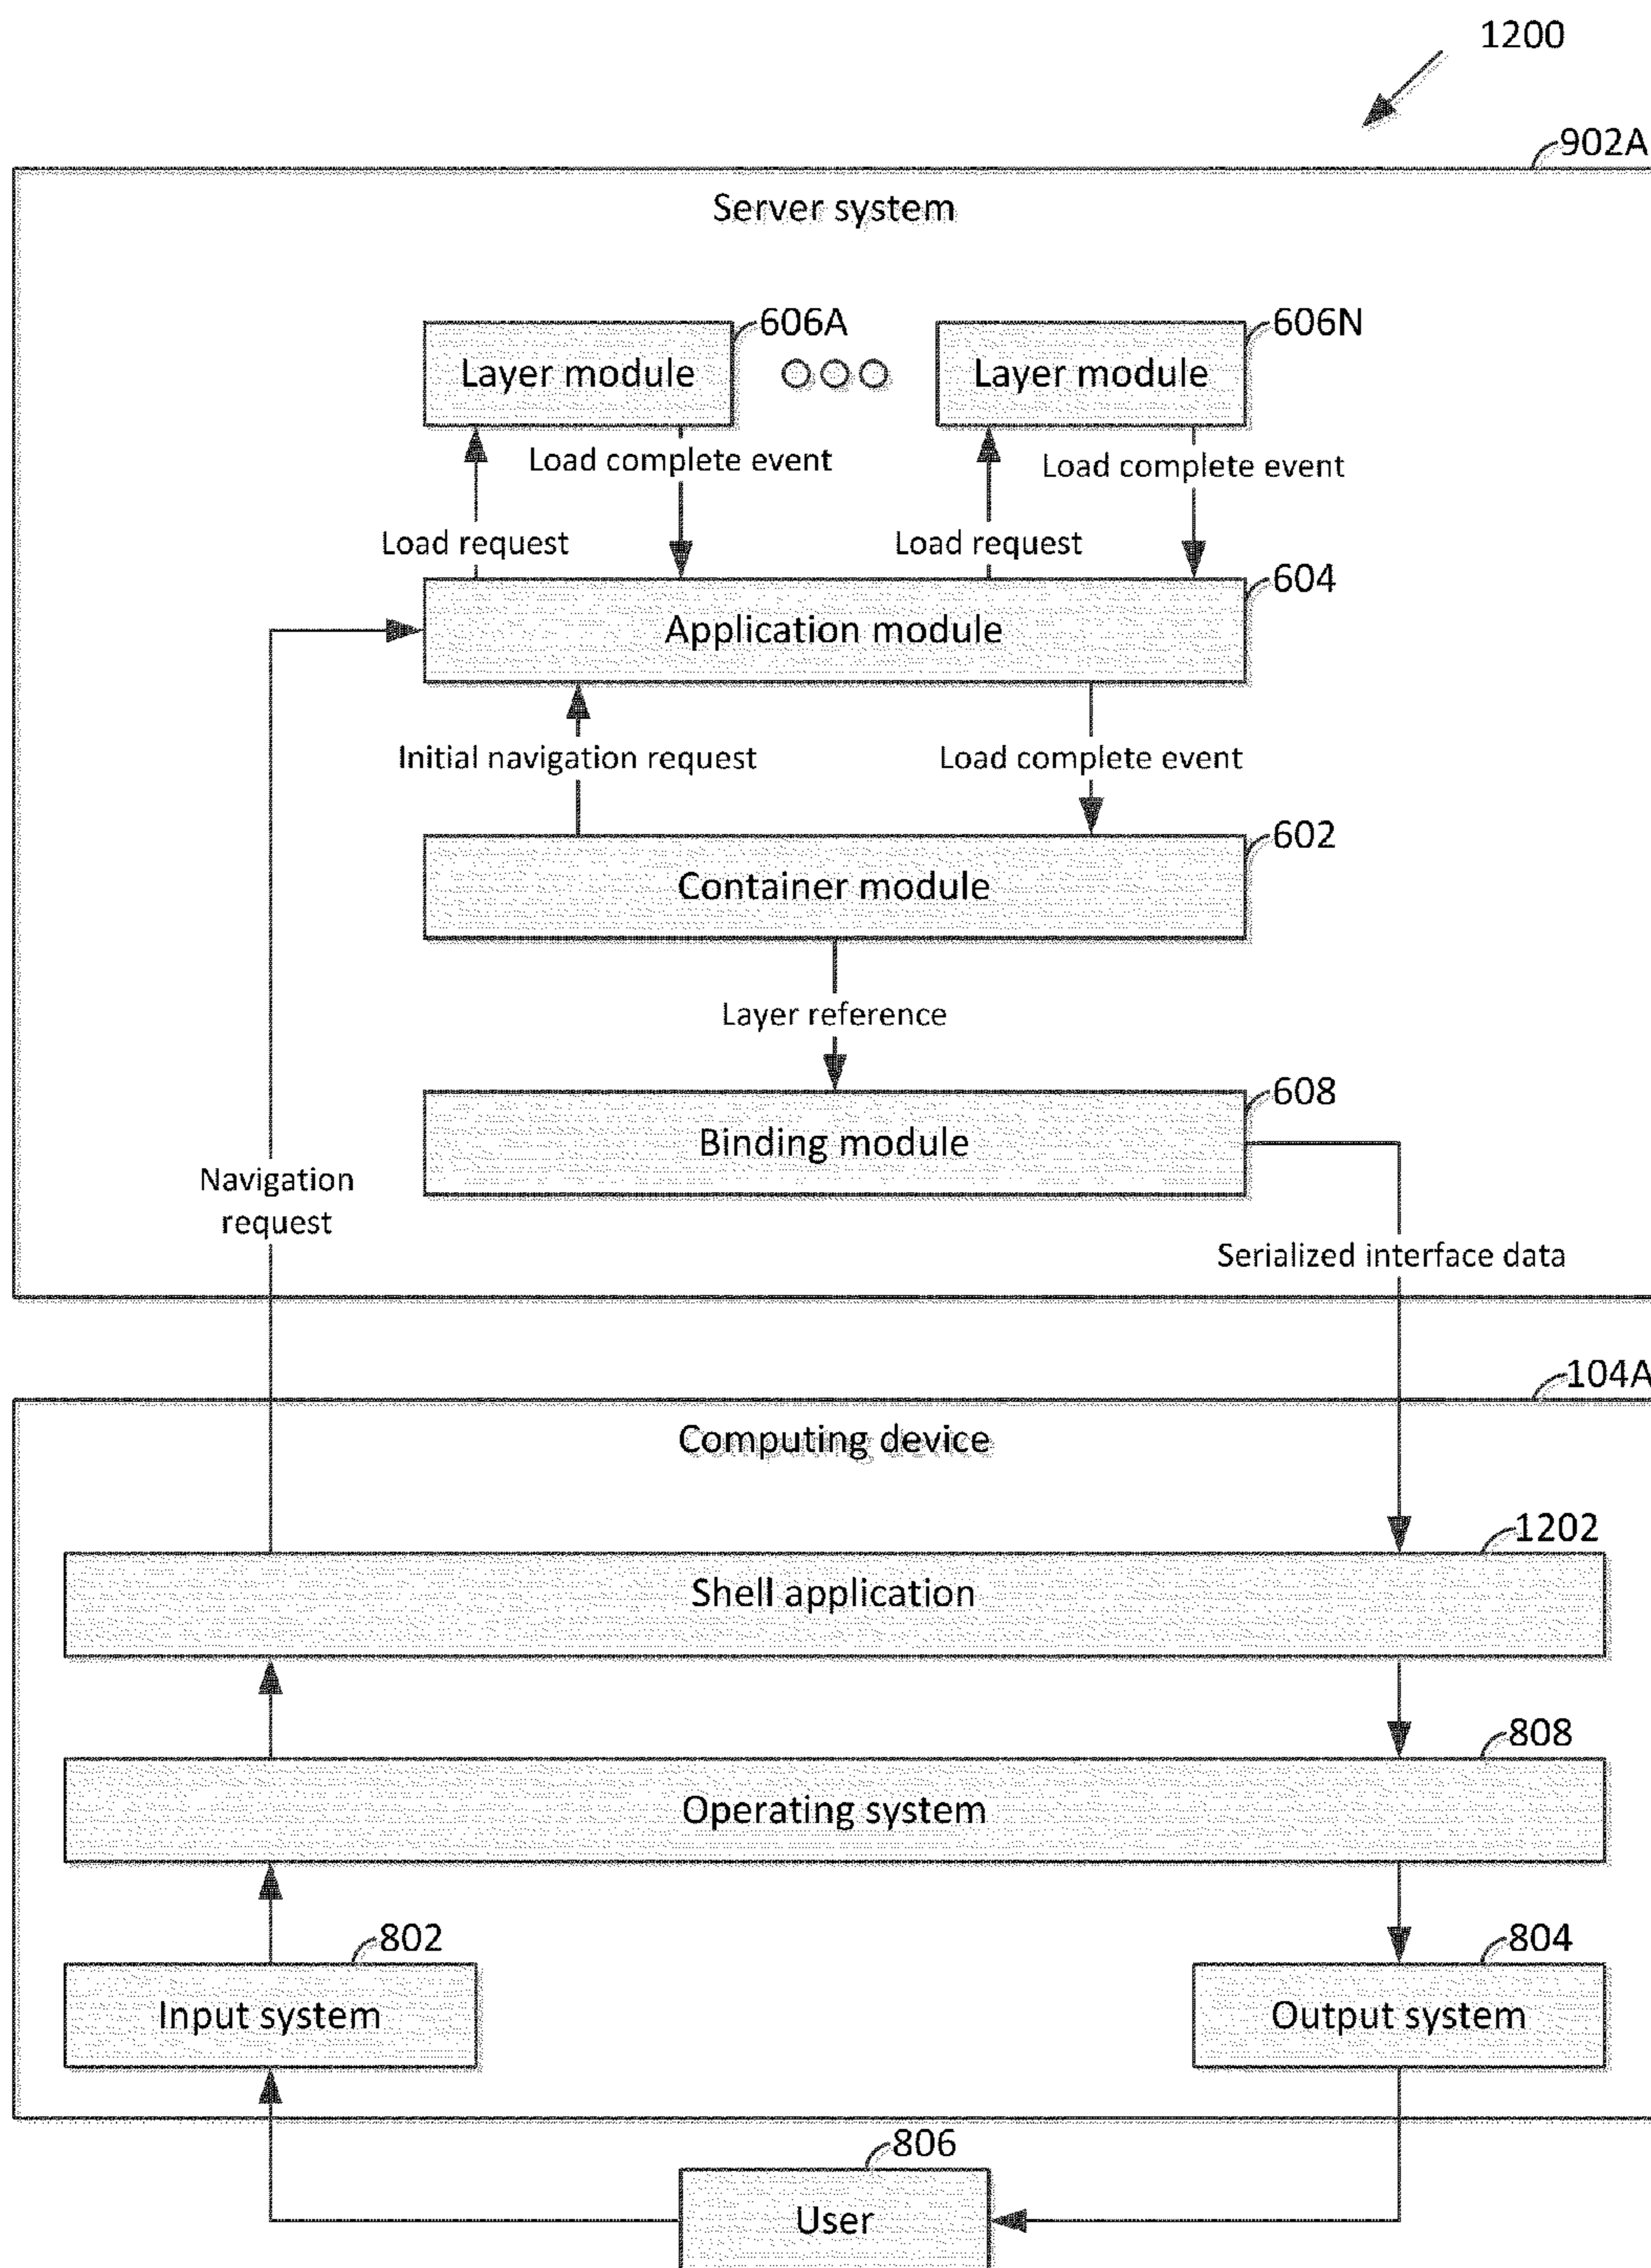 1200
902A
Server system
606A
606N
Layer module
Layer module
Load complete event
Load complete event
Load request
Load request
604
Application module
Initial navigation request
Load complete event
602
Container module
Layer reference
608
Binding module
Navigation
request
Serialized interface data
104A
Computing device
1202
Shell application
808
Operating system
802
804
Input system
Output system
806
User